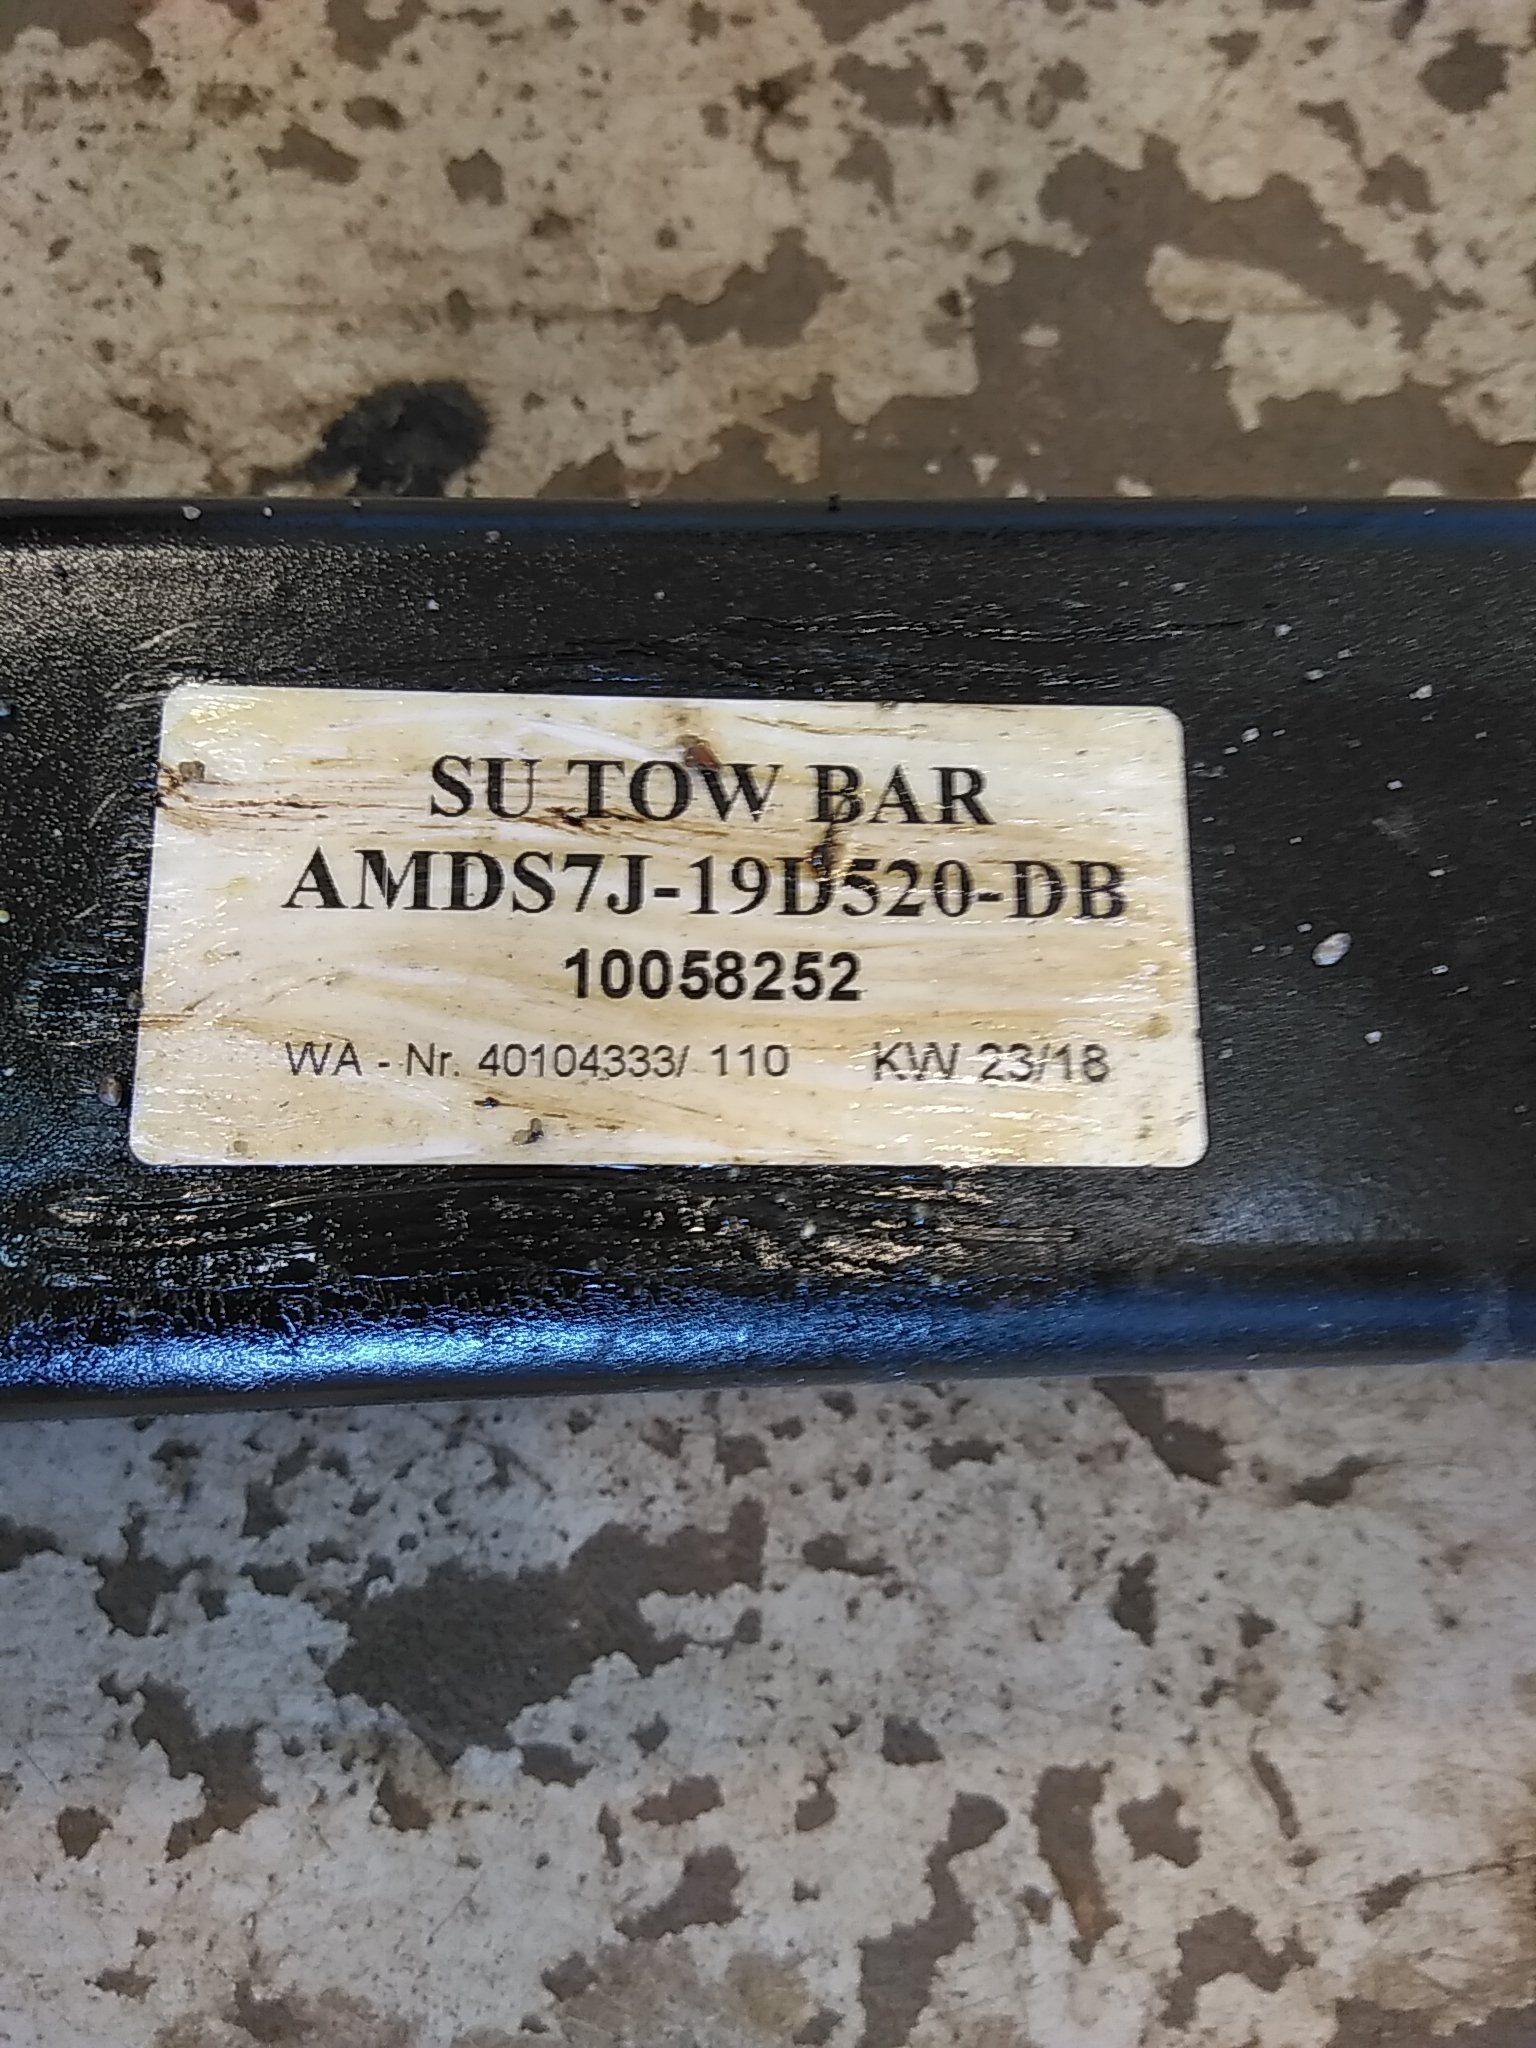 SU TOW BAR
AMDS7J-19D520-DB
10058252
WA - Nr. 40104333/ 110 KW 23/18